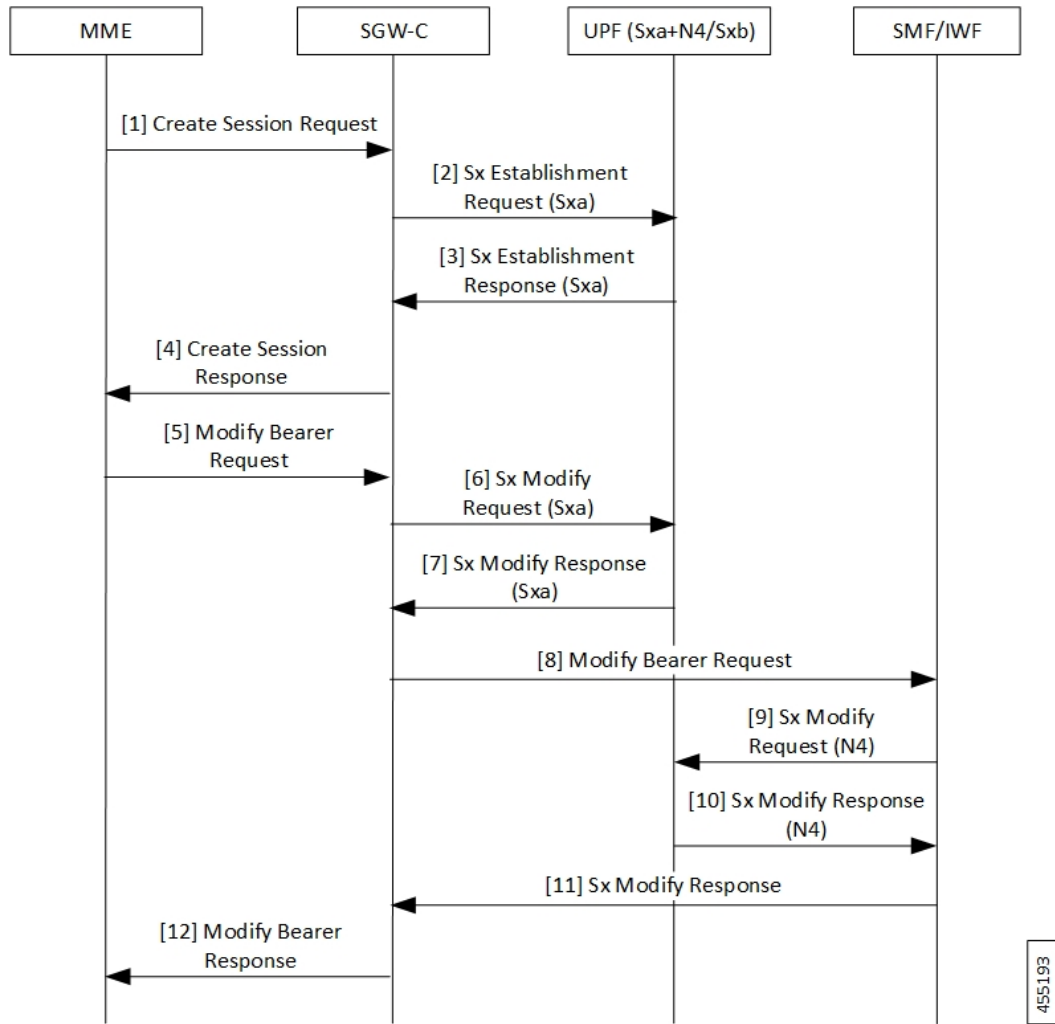 MME
SGW-C
UPF (Sxa+N4/Sxb)
SMF/IWF
[1] Create Session Request
[2] Sx Establishment
Request (Sxa)
[3] Sx Establishment
Response (Sxa)
[4] Create Session
Response
[5] Modify Bearer
Request
[6] Sx Modify
Request (Sxa)
[7] Sx Modify Response
(Sxa)
[8] Modify Bearer Request
[9] Sx Modify
Request (N4)
[10] Sx Modify Response
(N4)
[11] Sx Modify Response
[12] Modify Bearer
Response
455193